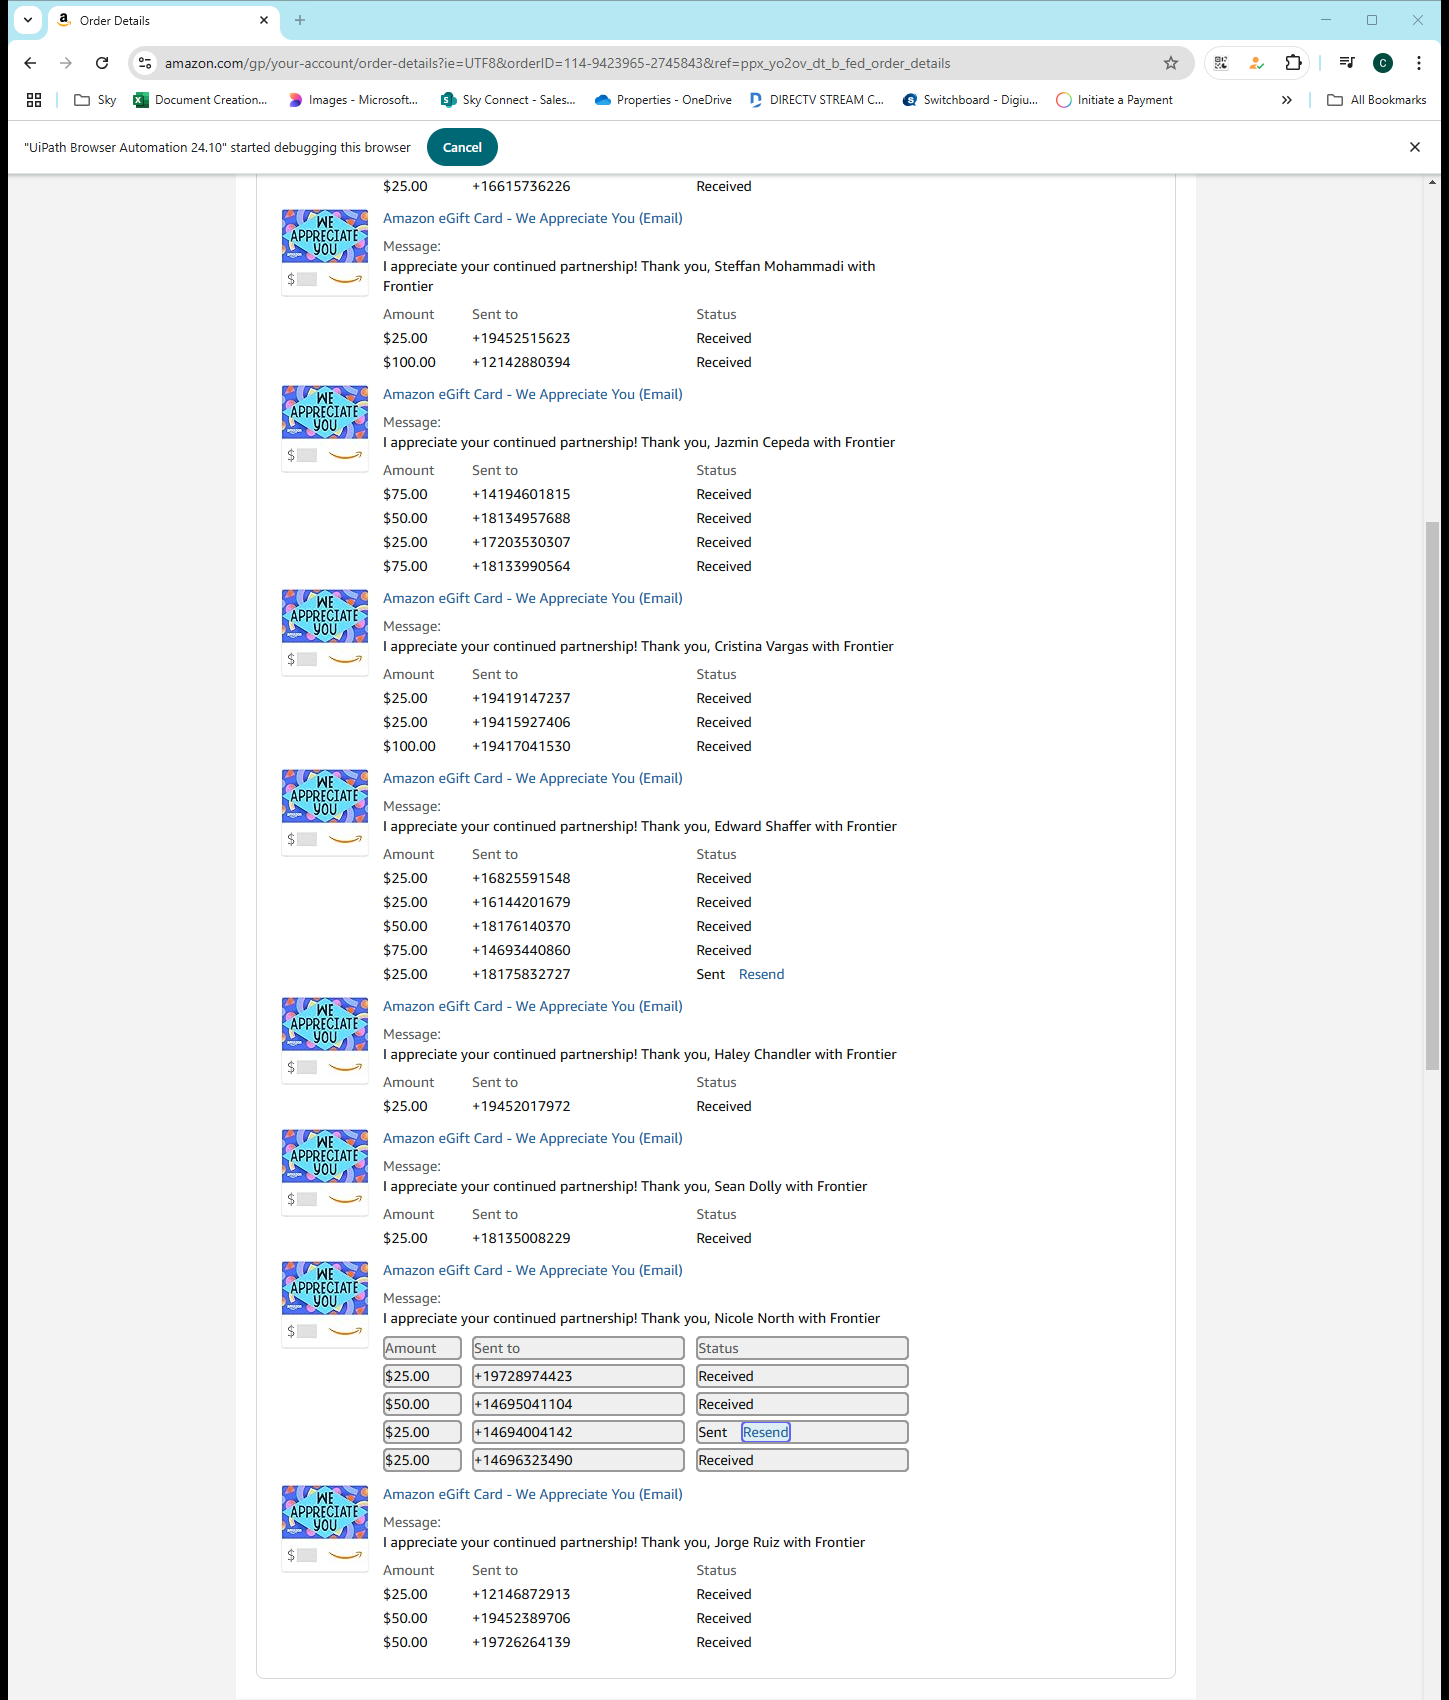 Order Details
amazon.com/gp/your-account/order-details?ie=UTF8&orderID=114-9423965-2745843&ref=ppx_yo2ov_dt_b_fed_order_details
C
Sky
Document Creation...
Images - Microsoft...
Sky Connect - Sales...
Properties - OneDrive
DIRECTV STREAM C...
Switchboard - Digiu...
Initiate a Payment
All Bookmarks
"UiPath Browser Automation 24.10" started debugging this browser
Cancel
$25.00 +16615736226 Received
WE APPRECIATE YOU
$
Amazon eGift Card - We Appreciate You (Email)
Message:
I appreciate your continued partnership! Thank you, Steffan Mohammadi with
Frontier
Amount Sent to Status
$25.00 +19452515623 Received
$100.00 +12142880394 Received
WE APPRECIATE YOU
$
Amazon eGift Card - We Appreciate You (Email)
Message:
I appreciate your continued partnership! Thank you, Jazmin Cepeda with Frontier
Amount Sent to Status
$75.00 +14194601815 Received
$50.00 +18134957688 Received
$25.00 +17203530307 Received
$75.00 +18133990564 Received
WE APPRECIATE YOU
$
Amazon eGift Card - We Appreciate You (Email)
Message:
I appreciate your continued partnership! Thank you, Cristina Vargas with Frontier
Amount Sent to Status
$25.00 +19419147237 Received
$25.00 +19415927406 Received
$100.00 +19417041530 Received
WE APPRECIATE YOU
$
Amazon eGift Card - We Appreciate You (Email)
Message:
I appreciate your continued partnership! Thank you, Edward Shaffer with Frontier
Amount Sent to Status
$25.00 +16825591548 Received
$25.00 +16144201679 Received
$50.00 +18176140370 Received
$75.00 +14693440860 Received
$25.00 +18175832727 Sent Resend
WE APPRECIATE YOU
$
Amazon eGift Card - We Appreciate You (Email)
Message:
I appreciate your continued partnership! Thank you, Haley Chandler with Frontier
Amount Sent to Status
$25.00 +19452017972 Received
WE APPRECIATE YOU
$
Amazon eGift Card - We Appreciate You (Email)
Message:
I appreciate your continued partnership! Thank you, Sean Dolly with Frontier
Amount Sent to Status
$25.00 +18135008229 Received
WE APPRECIATE YOU
$
Amazon eGift Card - We Appreciate You (Email)
Message:
I appreciate your continued partnership! Thank you, Nicole North with Frontier
Amount Sent to Status
$25.00 +19728974423 Received
$50.00 +14695041104 Received
$25.00 +14694004142 Sent Resend
$25.00 +14696323490 Received
WE APPRECIATE YOU
$
Amazon eGift Card - We Appreciate You (Email)
Message:
I appreciate your continued partnership! Thank you, Jorge Ruiz with Frontier
Amount Sent to Status
$25.00 +12146872913 Received
$50.00 +19452389706 Received
$50.00 +19726264139 Received